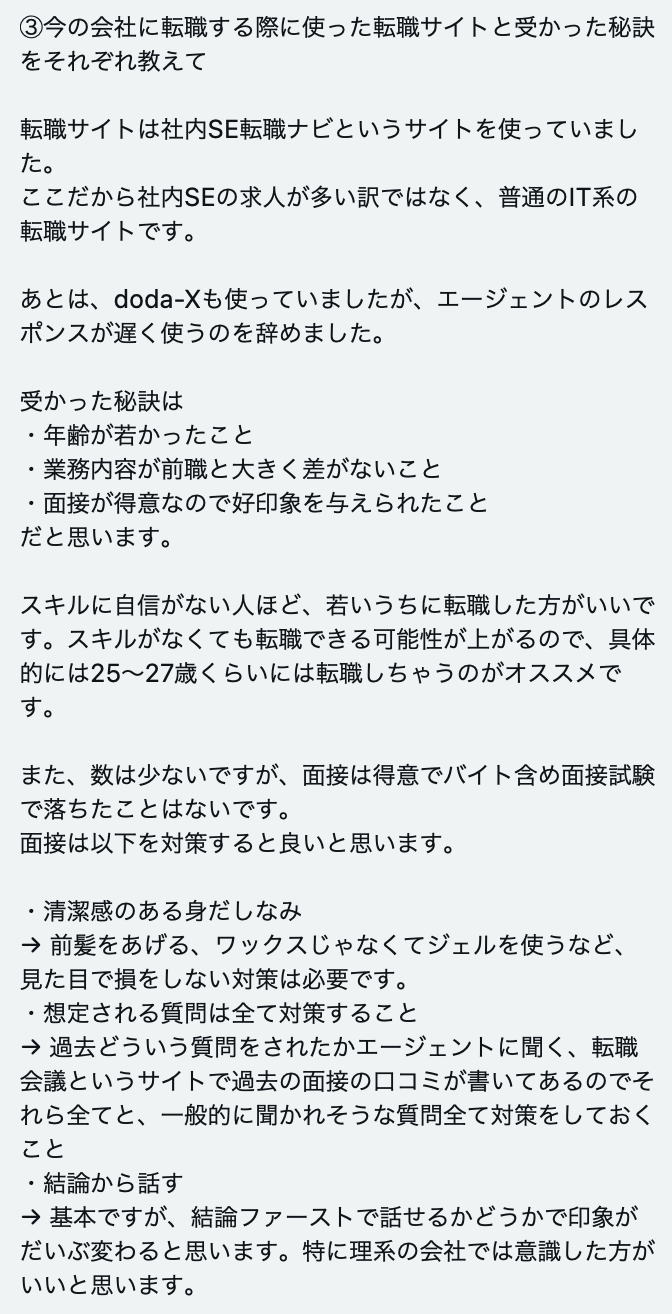 ③今の会社に転職する際に使った転職サイトと受かった秘訣
をそれぞれ教えて
転職サイトは社内SE転職ナビというサイトを使っていまし
た。
ここだから社内SEの求人が多い訳ではなく、普通のIT系の
転職サイトです。
あとは、doda-Xも使っていましたが、エージェントのレス
ポンスが遅く使うのを辞めました。
受かった秘訣は
・年齢が若かったこと
・業務内容が前職と大きく差がないこと
・面接が得意なので好印象を与えられたこと
だと思います。
スキルに自信がない人ほど、若いうちに転職した方がいいで
す。スキルがなくても転職できる可能性が上がるので、具体
的には25〜27歳くらいには転職しちゃうのがオススメで
す。
また、数は少ないですが、面接は得意でバイト含め面接試験
で落ちたことはないです。
面接は以下を対策すると良いと思います。
・清潔感のある身だしなみ
→ 前髪をあげる、ワックスじゃなくてジェルを使うなど、
見た目で損をしない対策は必要です。
・想定される質問は全て対策すること
→ 過去どういう質問をされたかエージェントに聞く、転職
会議というサイトで過去の面接の口コミが書いてあるのでそ
れら全てと、一般的に聞かれそうな質問全て対策をしておく
こと
・結論から話す
→ 基本ですが、結論ファーストで話せるかどうかで印象が
だいぶ変わると思います。特に理系の会社では意識した方が
いいと思います。